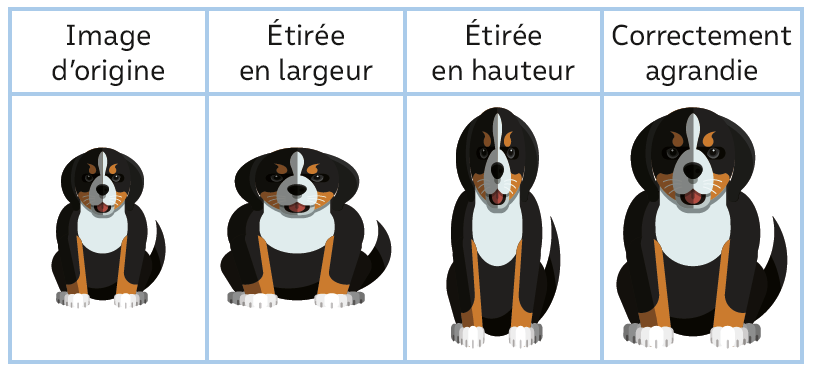 Image
d’origine
Étirée
en largeur
Étirée
en hauteur
Correctement
agrandie